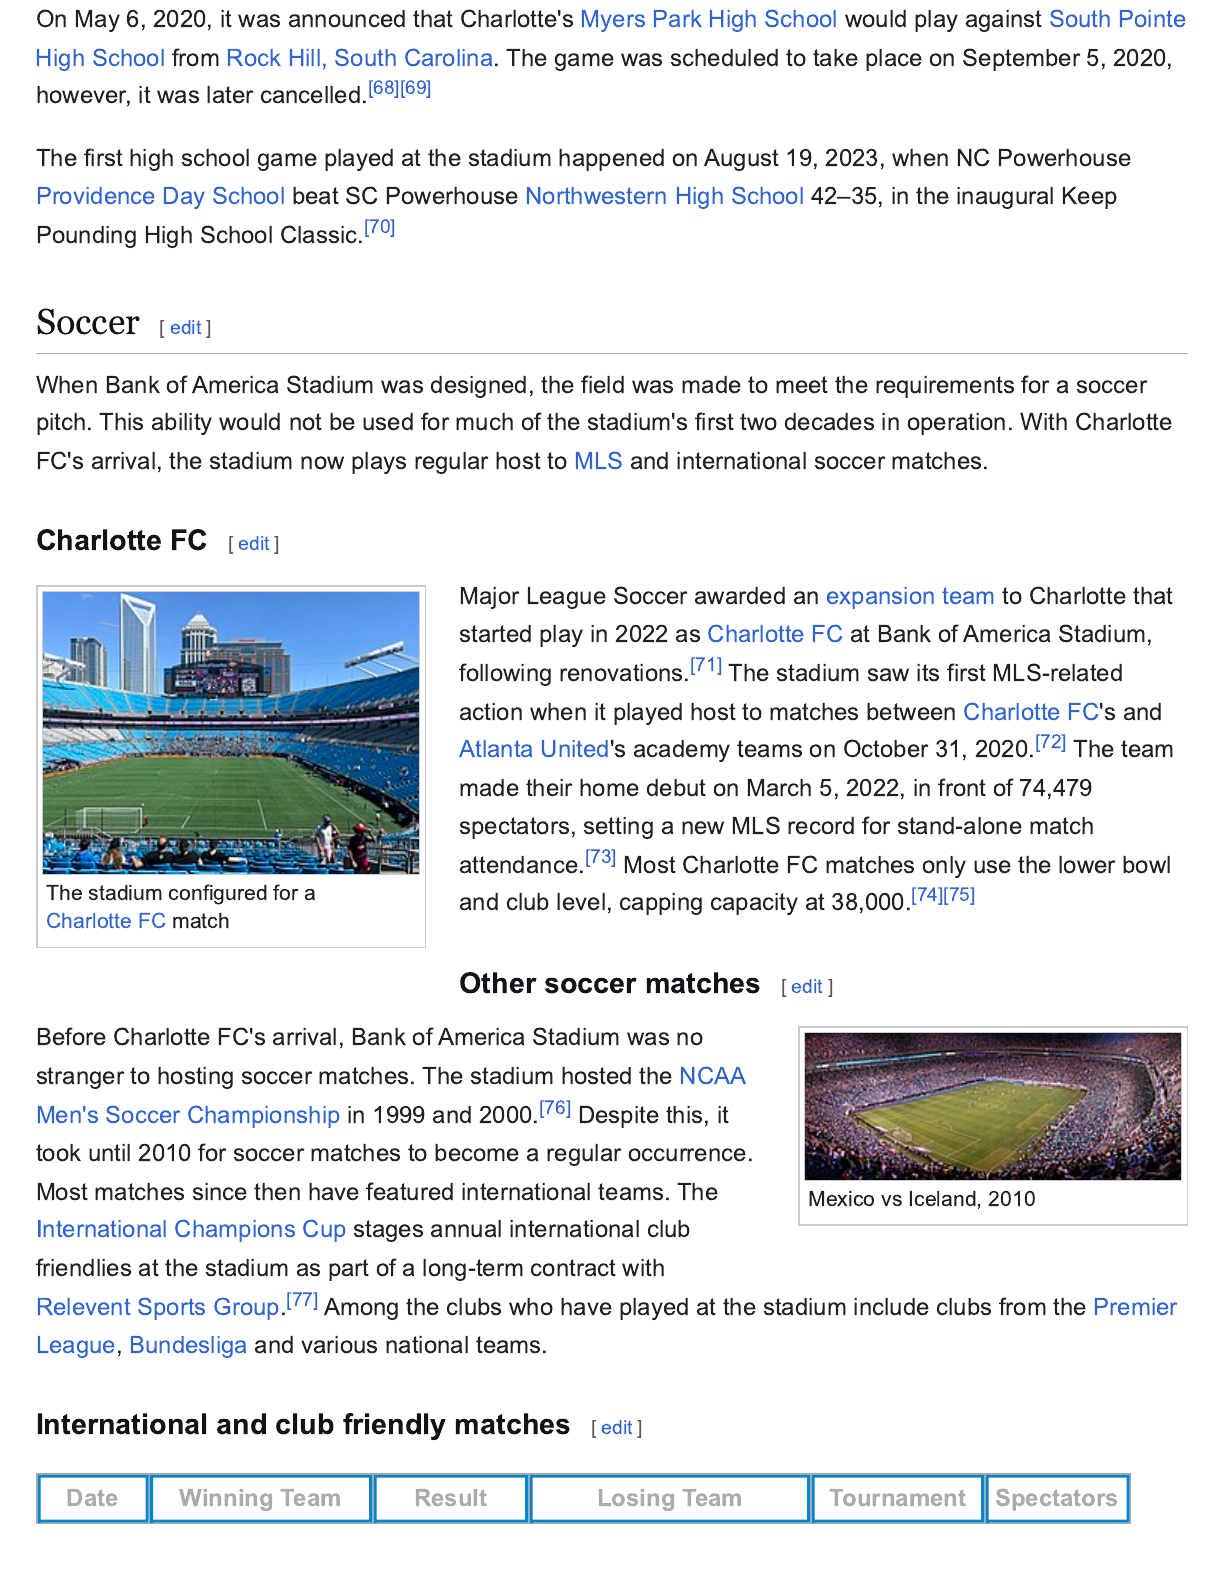 On May 6, 2020, it was announced that Charlotte's Myers Park High School would play against South Pointe
High School from Rock Hill, South Carolina. The game was scheduled to take place on September 5, 2020,
however, it was later cancelled.[68][69]
The first high school game played at the stadium happened on August 19, 2023, when NC Powerhouse
Providence Day School beat SC Powerhouse Northwestern High School 42–35, in the inaugural Keep
Pounding High School Classic.[70]
Soccer [ edit ]
When Bank of America Stadium was designed, the field was made to meet the requirements for a soccer
pitch. This ability would not be used for much of the stadium's first two decades in operation. With Charlotte
FC's arrival, the stadium now plays regular host to MLS and international soccer matches.
Charlotte FC [ edit ]
The stadium configured for a
Charlotte FC match
Major League Soccer awarded an expansion team to Charlotte that
started play in 2022 as Charlotte FC at Bank of America Stadium,
following renovations.[71] The stadium saw its first MLS-related
action when it played host to matches between Charlotte FC's and
Atlanta United's academy teams on October 31, 2020.[72] The team
made their home debut on March 5, 2022, in front of 74,479
spectators, setting a new MLS record for stand-alone match
attendance.[73] Most Charlotte FC matches only use the lower bowl
and club level, capping capacity at 38,000.[74][75]
Other soccer matches [ edit ]
Before Charlotte FC's arrival, Bank of America Stadium was no
stranger to hosting soccer matches. The stadium hosted the NCAA
Men's Soccer Championship in 1999 and 2000.[76] Despite this, it
took until 2010 for soccer matches to become a regular occurrence.
Most matches since then have featured international teams. The
International Champions Cup stages annual international club
friendlies at the stadium as part of a long-term contract with
Relevent Sports Group.[77] Among the clubs who have played at the stadium include clubs from the Premier
League, Bundesliga and various national teams.
Mexico vs Iceland, 2010
International and club friendly matches [ edit ]
Date Winning Team Result Losing Team Tournament Spectators